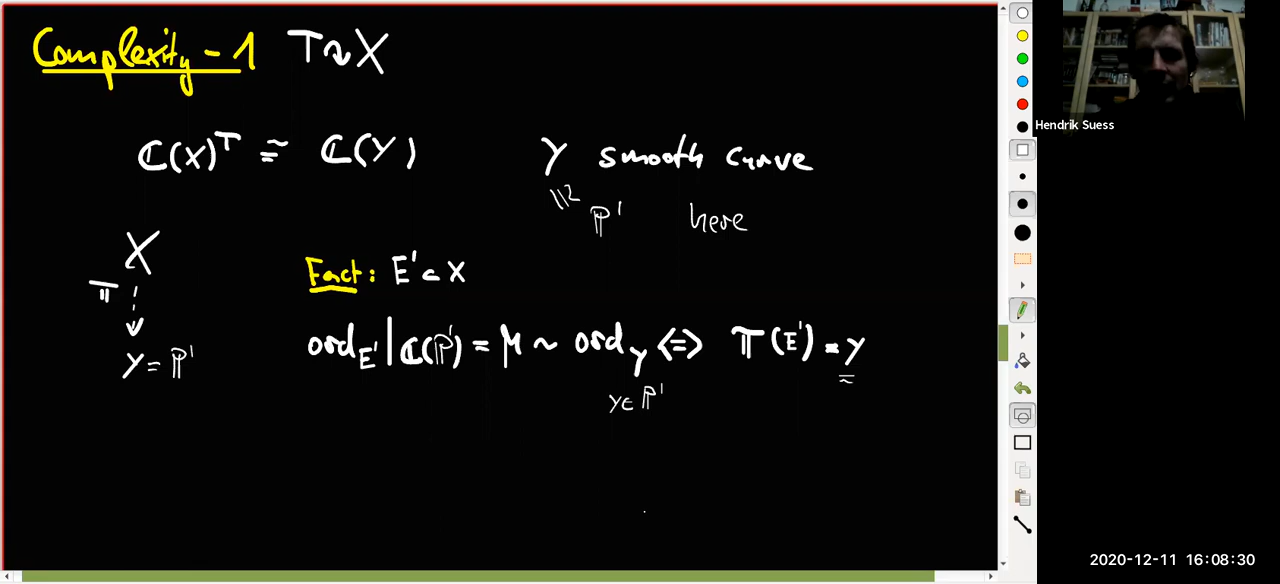 Complexity-1 T ↷ X
ℂ(X)^T ≅ ℂ(Y) Y smooth curve
≅ ℙ¹ here
X
π
Y = ℙ¹
Fact: E' ⊂ X
ord_E' | ℂ(ℙ¹) = μ ~ ord_y <=> π(E') = y
y ∈ ℙ¹
Hendrik Suess
2020-12-11 16:08:30